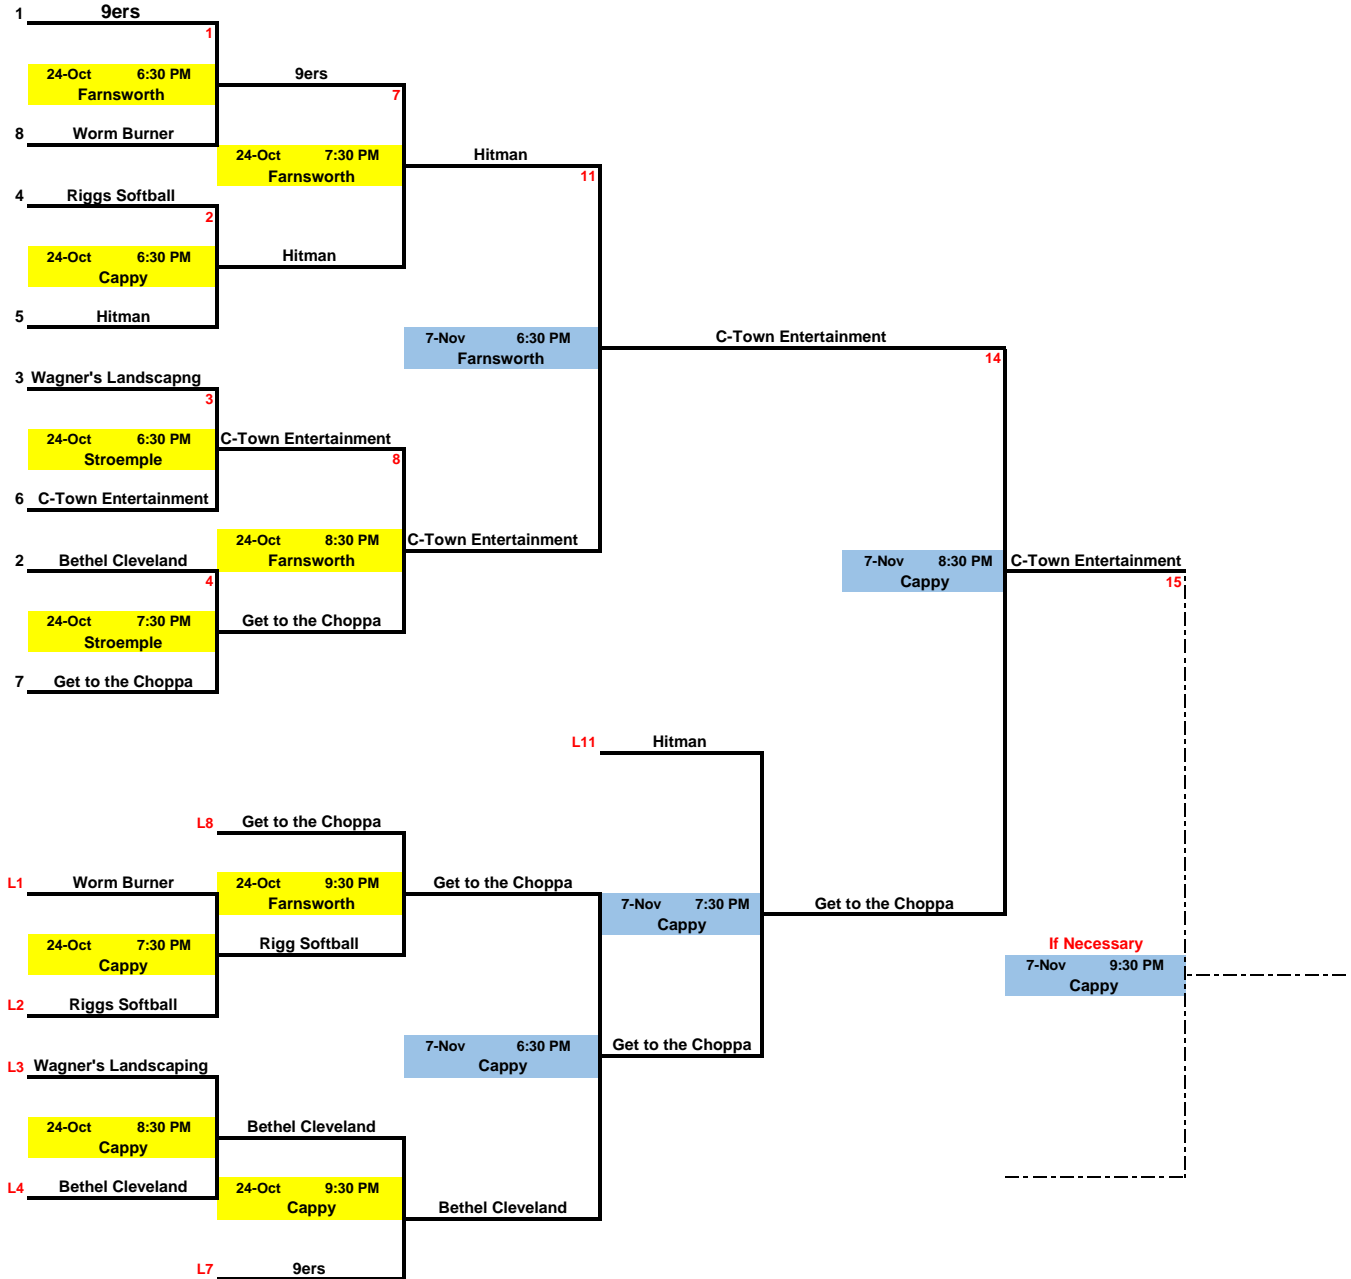 1 9ers
1
24-Oct 6:30 PM
Farnsworth
9ers
7
8 Worm Burner
24-Oct 7:30 PM
Farnsworth
Hitman
11
4 Riggs Softball
2
24-Oct 6:30 PM
Cappy
Hitman
5 Hitman
7-Nov 6:30 PM
Farnsworth
C-Town Entertainment
14
3 Wagner's Landscapng
3
24-Oct 6:30 PM
Stroemple
C-Town Entertainment
8
6 C-Town Entertainment
24-Oct 8:30 PM
Farnsworth
C-Town Entertainment
2 Bethel Cleveland
4
7-Nov 8:30 PM
Cappy
C-Town Entertainment
15
24-Oct 7:30 PM
Stroemple
Get to the Choppa
7 Get to the Choppa
L11 Hitman
L8 Get to the Choppa
L1 Worm Burner
24-Oct 9:30 PM
Farnsworth
Get to the Choppa
7-Nov 7:30 PM
Cappy
Get to the Choppa
24-Oct 7:30 PM
Cappy
Rigg Softball
If Necessary
7-Nov 9:30 PM
Cappy
L2 Riggs Softball
7-Nov 6:30 PM
Cappy
Get to the Choppa
L3 Wagner's Landscaping
24-Oct 8:30 PM
Cappy
Bethel Cleveland
L4 Bethel Cleveland
24-Oct 9:30 PM
Cappy
Bethel Cleveland
L7 9ers